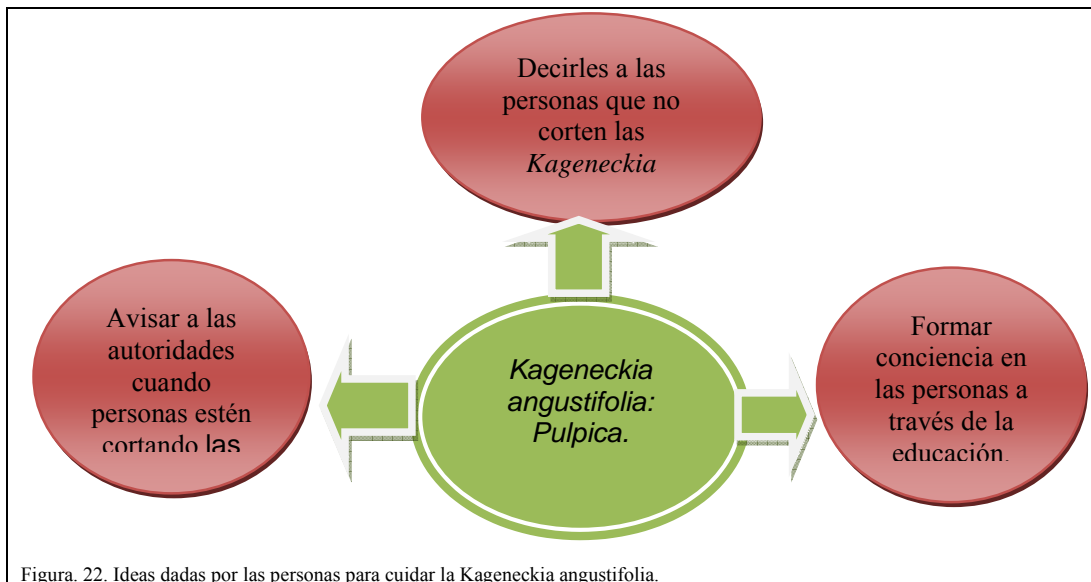 Decirles a las
personas que no
corten las
Kageneckia
Avisar a las
autoridades
cuando
personas estén
cortando las
Kageneckia
angustifolia:
Pulpica.
Formar
conciencia en
las personas a
través de la
educación.
Figura. 22. Ideas dadas por las personas para cuidar la Kageneckia angustifolia.